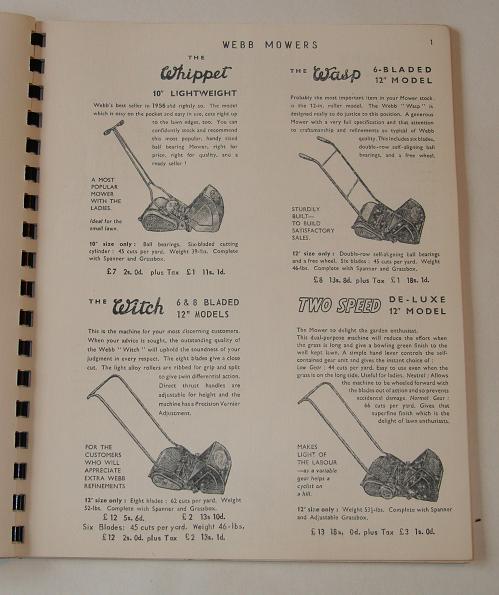 WEBB MOWERS
1
THE
Whippet
10" LIGHTWEIGHT
Webb's best seller in 1956 and rightly so. The model
which is easy on the pocket and easy in use, cuts right up
to the lawn edges, too. You can
confidently stock and recommend
this most popular, handy sized
ball bearing Mower, right for
price, right for quality, and a
ready seller !
A MOST
POPULAR
MOWER
WITH THE
LADIES.
Ideal for the
small lawn.
10" size only : Ball bearings. Six-bladed cutting
cylinder : 45 cuts per yard. Weight 39-lbs. Complete
with Spanner and Grassbox.
£7 2s. 0d. plus Tax £1 11s. 1d.
THE Wasp 6-BLADED
12" MODEL
Probably the most important item in your Mower stock
is the 12-in. roller model. The Webb "Wasp" is
designed really to do justice to this position. A generous
Mower with a very full specification and that attention
to craftsmanship and refinements so typical of Webb
quality. This includes six blades,
double-row self-aligning ball
bearings, and a free wheel.
STURDILY
BUILT—
TO BUILD
SATISFACTORY
SALES.
12" size only : Double-row self-aligning ball bearings
and a free wheel. Six blades : 45 cuts per yard. Weight
46-lbs. Complete with Spanner and Grassbox.
£8 13s. 8d. plus Tax £1 18s. 1d.
THE Witch 6 & 8 BLADED
12" MODELS
This is the machine for your most discerning customers.
When your advice is sought, the outstanding quality of
the Webb "Witch" will uphold the soundness of your
judgment in every respect. The eight blades give a close
cut. The light alloy rollers are ribbed for grip and split
to give twin differential action.
Direct thrust handles are
adjustable for height and the
machine has a Precision Vernier
Adjustment.
FOR THE
CUSTOMERS
WHO WILL
APPRECIATE
EXTRA WEBB
REFINEMENTS
12" size only : Eight blades : 62 cuts per yard. Weight
52-lbs. Complete with Spanner and Grassbox.
£12 5s. 6d. £2 13s 10d.
Six Blades: 45 cuts per yard. Weight 46-lbs,
£12 2s. 0d. plus Tax £2 13s. 1d.
TWO SPEED DE-LUXE
12" MODEL
The Mower to delight the garden enthusiast.
This dual-purpose machine will reduce the effort when
the grass is long and give a bowling green finish to the
well kept lawn. A simple hand lever controls the self-
contained gear unit and gives the instant choice of :
Low Gear : 44 cuts per yard. Easy to use even when the
grass is on the long side. Useful for ladies. Neutral : Allows
the machine to be wheeled forward with
the blades out of action and so prevents
accidental damage. Normal Gear :
66 cuts per yard. Gives that
superfine finish which is the
delight of lawn enthusiasts.
MAKES
LIGHT OF
THE LABOUR
—as a variable
gear helps a
cyclist on
a hill.
12" size only : Weight 53½-lbs. Complete with Spanner
and Adjustable Grassbox.
£13 18s. 0d. plus Tax £3 1s. 0d.